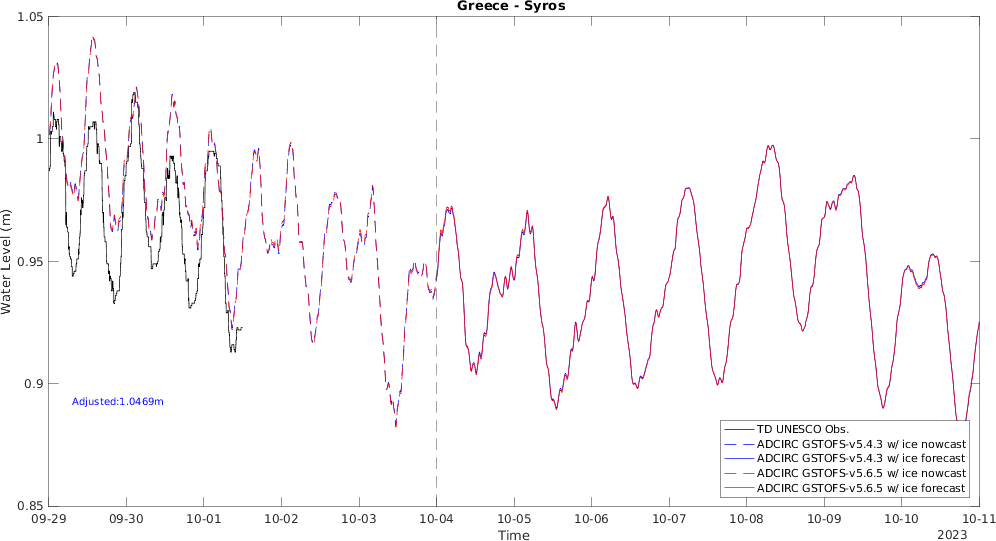 Greece - Syros
Water Level (m)
1.05
1
0.95
0.9
0.85
Adjusted:1.0469m
TD UNESCO Obs.
ADCIRC GSTOFS-v5.4.3 w/ ice nowcast
ADCIRC GSTOFS-v5.4.3 w/ ice forecast
ADCIRC GSTOFS-v5.6.5 w/ ice nowcast
ADCIRC GSTOFS-v5.6.5 w/ ice forecast
09-29 09-30 10-01 10-02 10-03 10-04 10-05 10-06 10-07 10-08 10-09 10-10 10-11
Time
2023